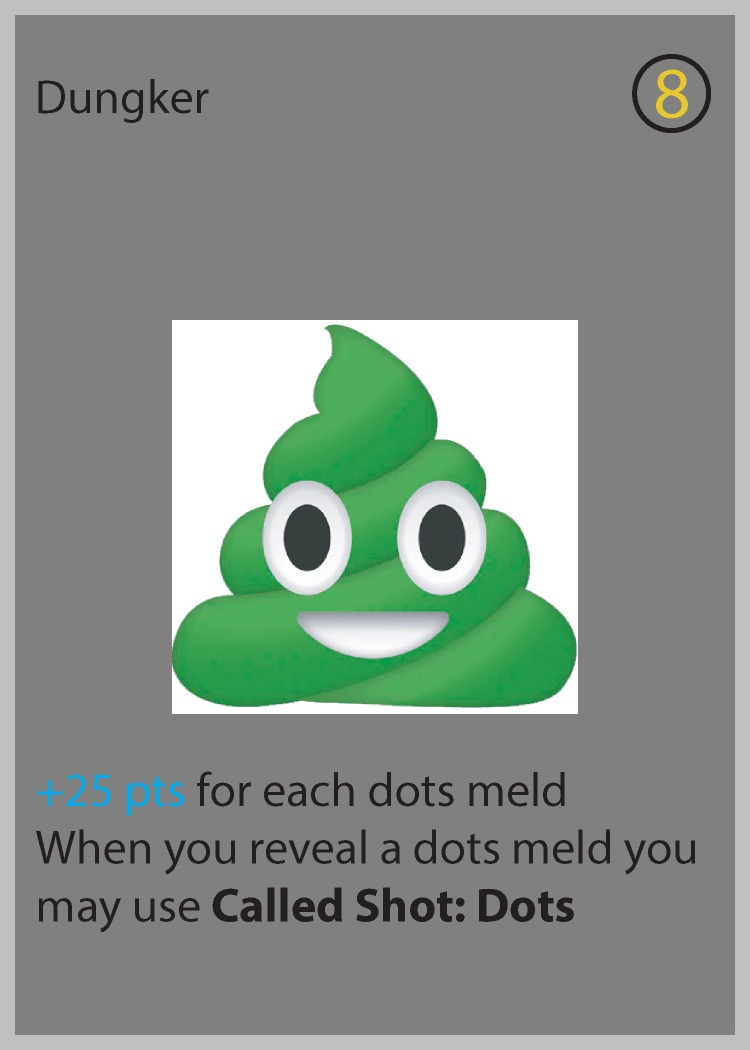 Dungker
8
+25 pts for each dots meld
When you reveal a dots meld you
may use Called Shot: Dots